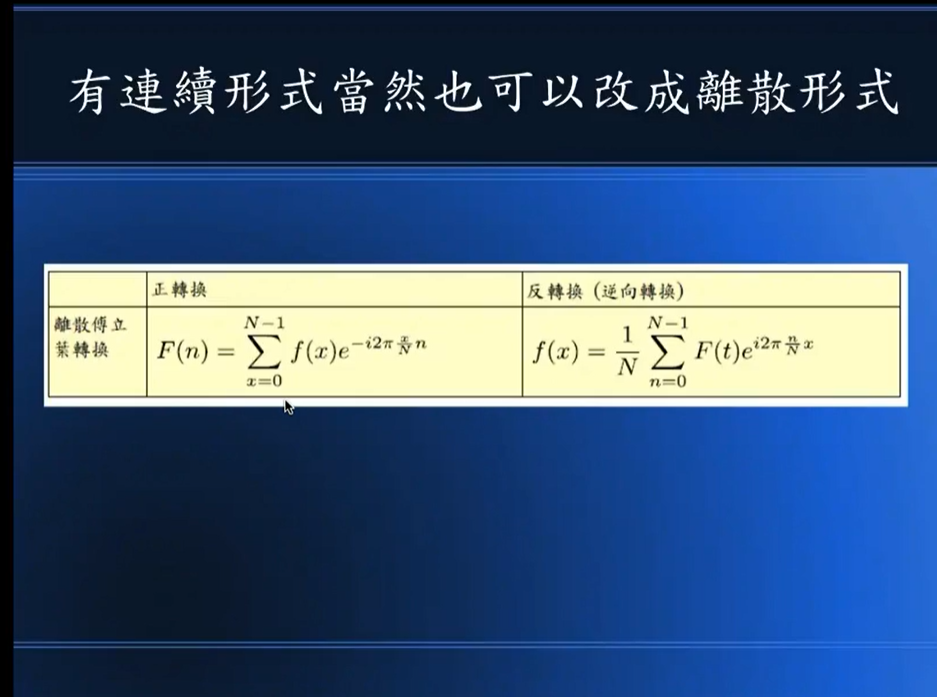 有連續形式當然也可以改成離散形式
正轉換
反轉換 (逆向轉換)
離散傅立
葉轉換
F(n) = \sum_{x=0}^{N-1} f(x)e^{-i2\pi \frac{x}{N} n}
f(x) = \frac{1}{N} \sum_{n=0}^{N-1} F(t)e^{i2\pi \frac{n}{N} x}